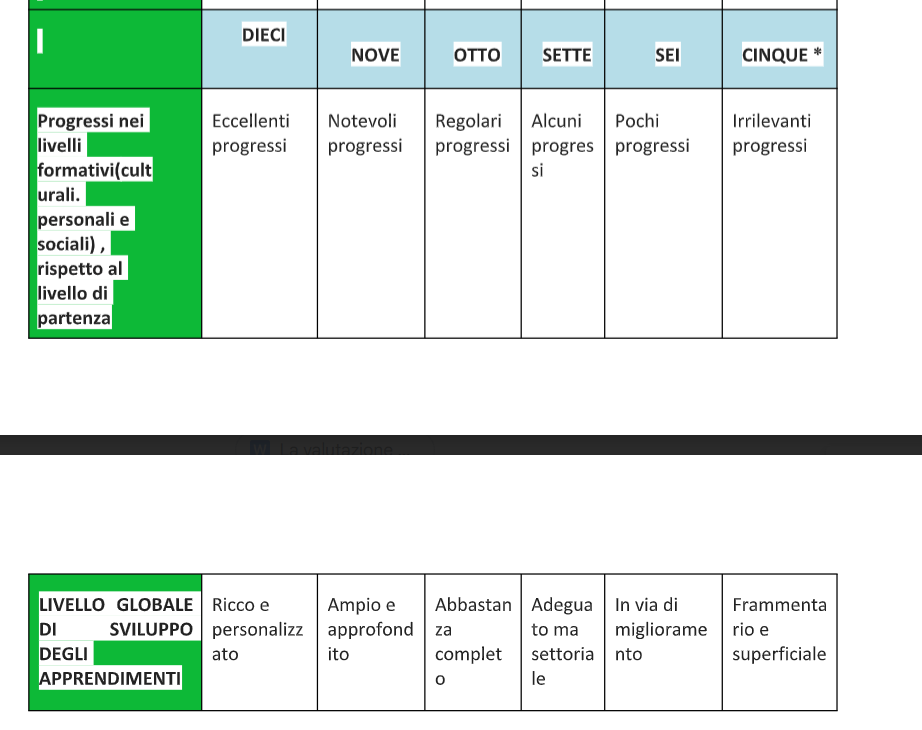 DIECI
NOVE OTTO SETTE SEI CINQUE *
Progressi nei Eccellenti Notevoli Regolari Alcuni Pochi Irrilevanti
livelli progressi progressi progressi progres progressi progressi
formativi(cult si
urali.
personali e
sociali) ,
rispetto al
livello di
partenza
La valutazione
LIVELLO GLOBALE Ricco e Ampio e Abbastan Adegua In via di Frammenta
DI SVILUPPO personalizz approfond za to ma migliorame rio e
DEGLI ato ito complet settoria nto superficiale
APPRENDIMENTI o le